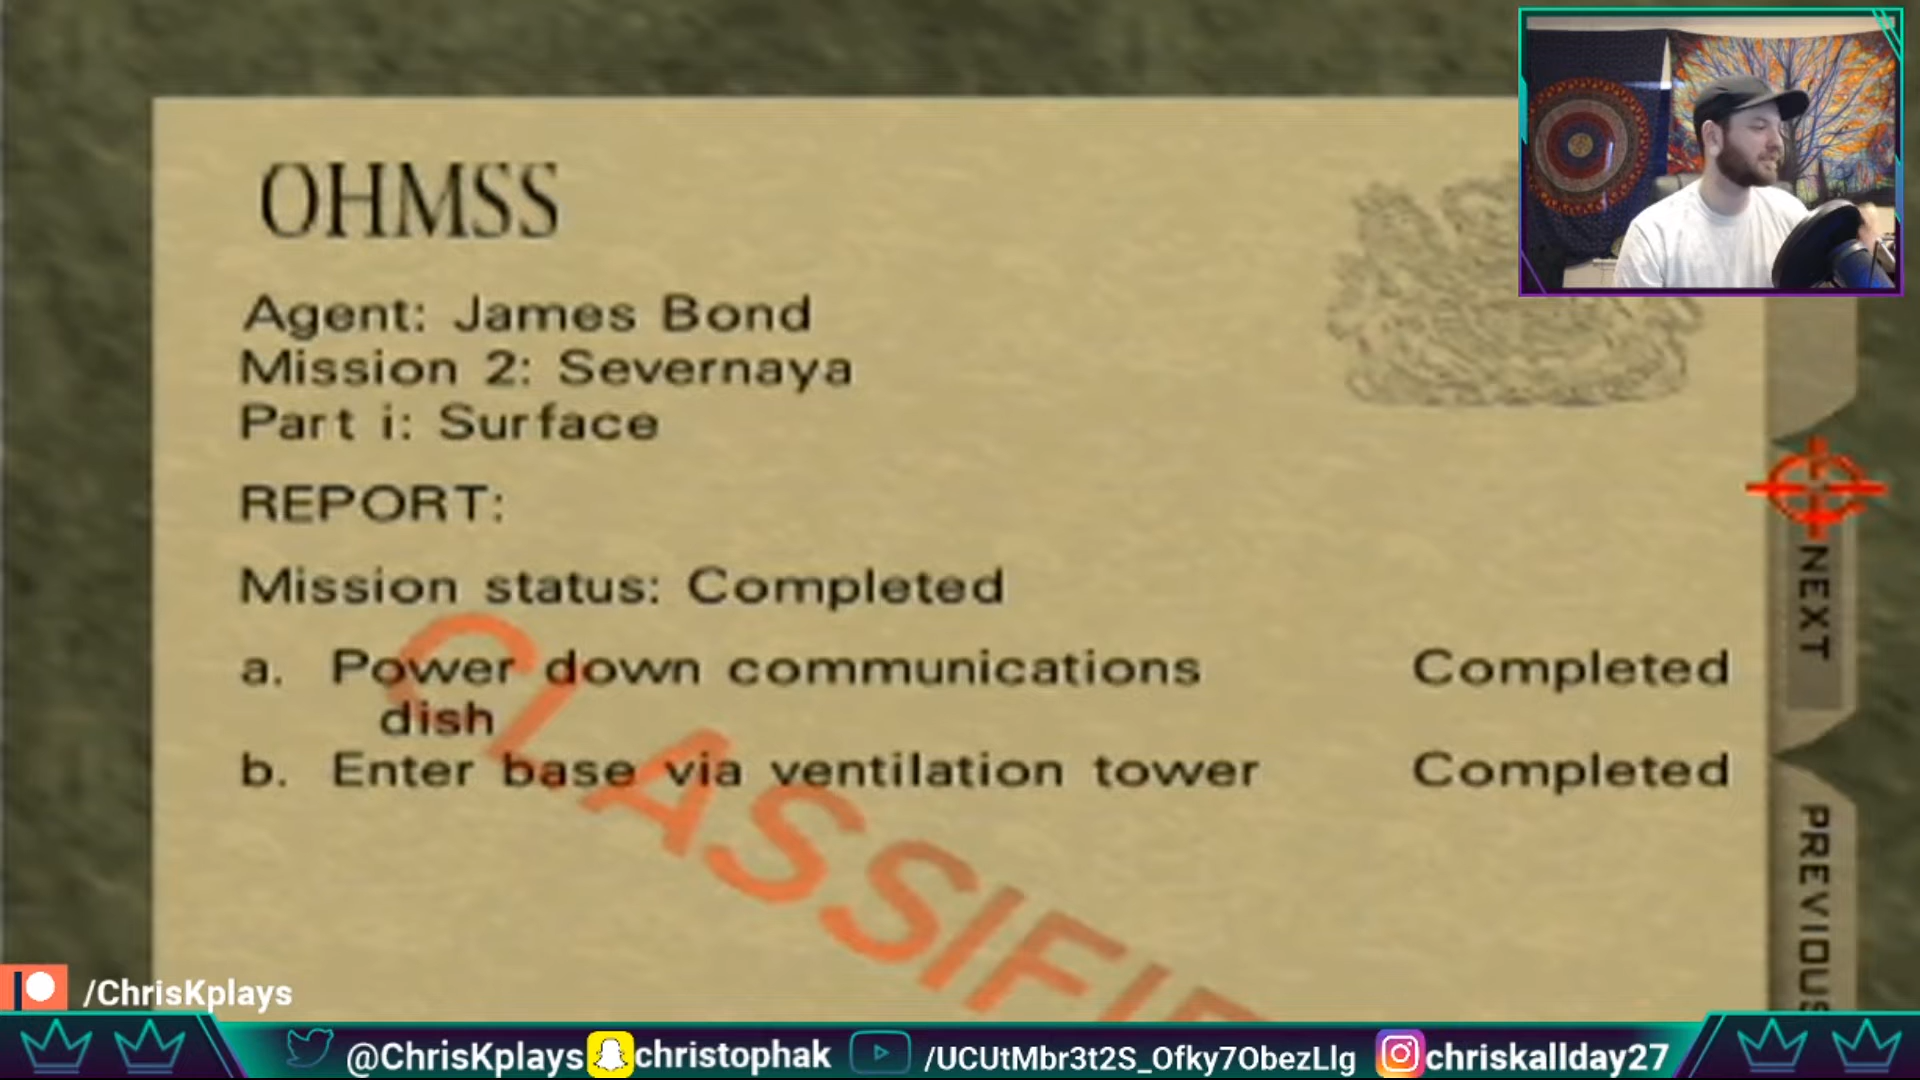 OHMSS
Agent: James Bond
Mission 2: Severnaya
Part i: Surface
REPORT:
Mission status: Completed
a. Power down communications Completed
dish
b. Enter base via ventilation tower Completed
CLASSIFIE
NEXT
PREVIOUS
/ChrisKplays
@ChrisKplays
christophak
/UCUtMbr3t2S_Ofky7ObezLlg
chriskallday27